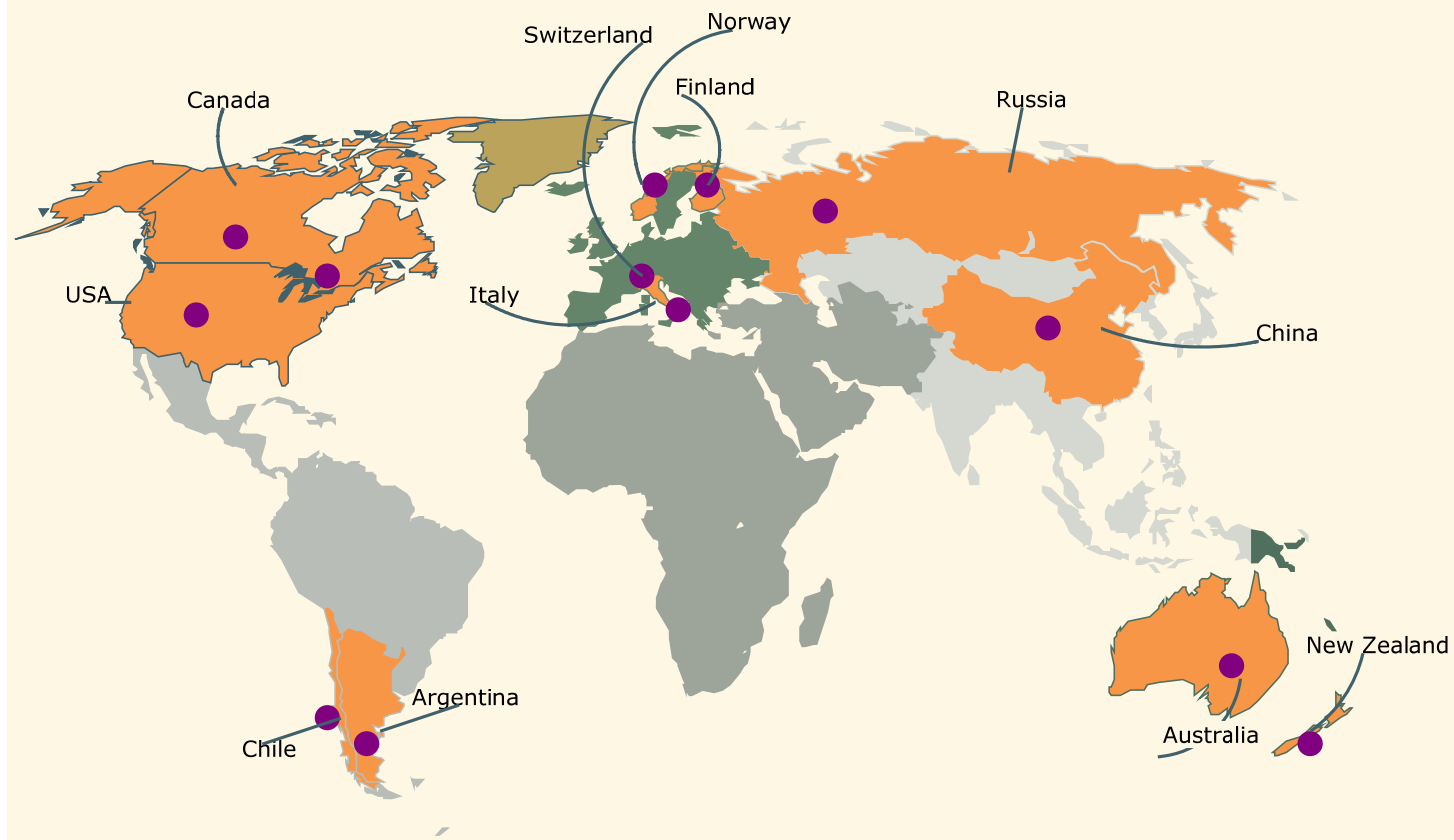 Norway
Switzerland
Finland
Canada
Russia
USA
Italy
China
New Zealand
Argentina
Australia
Chile